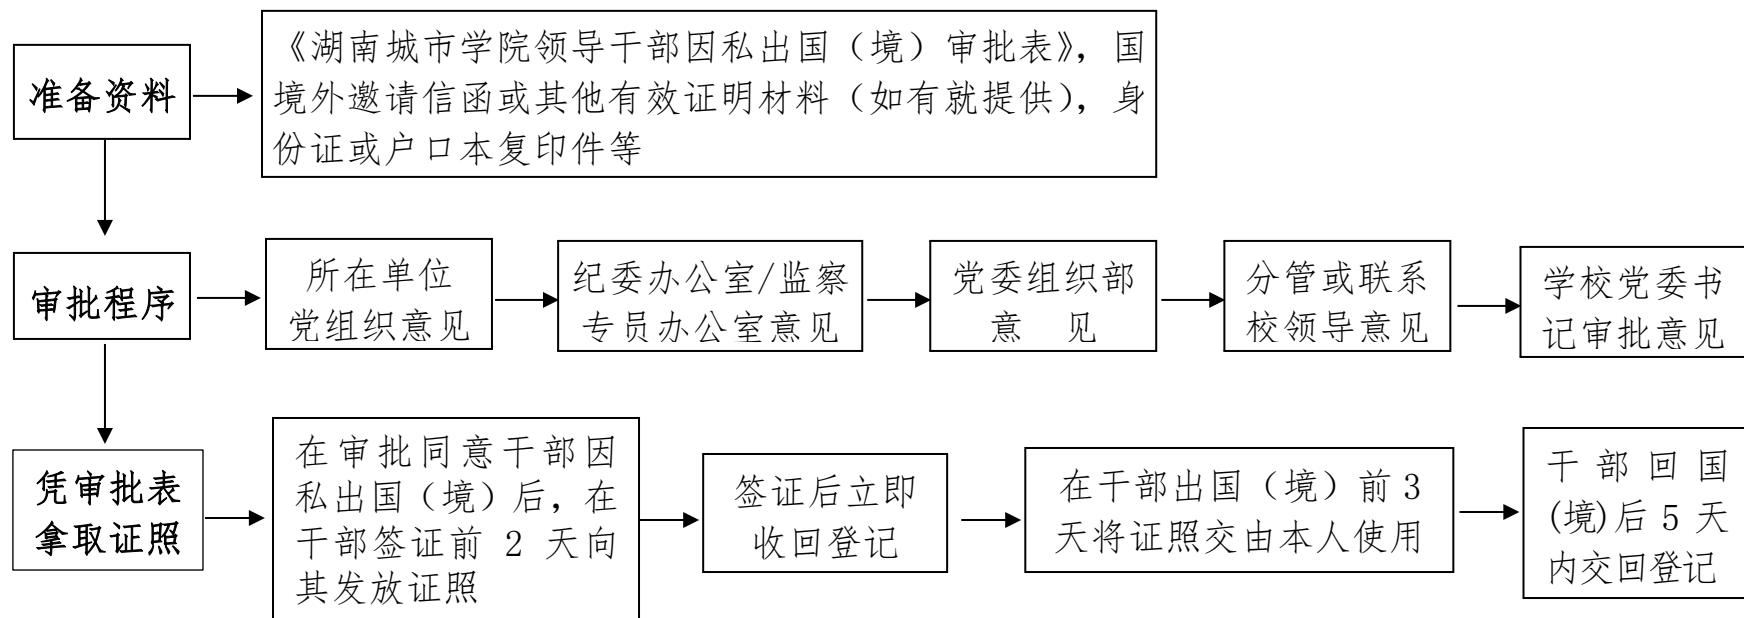 准备资料
《湖南城市学院领导干部因私出国（境）审批表》，国
境外邀请信函或其他有效证明材料（如有就提供），身
份证或户口本复印件等
审批程序
所在单位
党组织意见
纪委办公室/监察
专员办公室意见
党委组织部
意 见
分管或联系
校领导意见
学校党委书
记审批意见
凭审批表
拿取证照
在审批同意干部因
私出国（境）后，在
干部签证前 2 天向
其发放证照
签证后立即
收回登记
在干部出国（境）前 3
天将证照交由本人使用
干部回国
(境)后 5 天
内交回登记